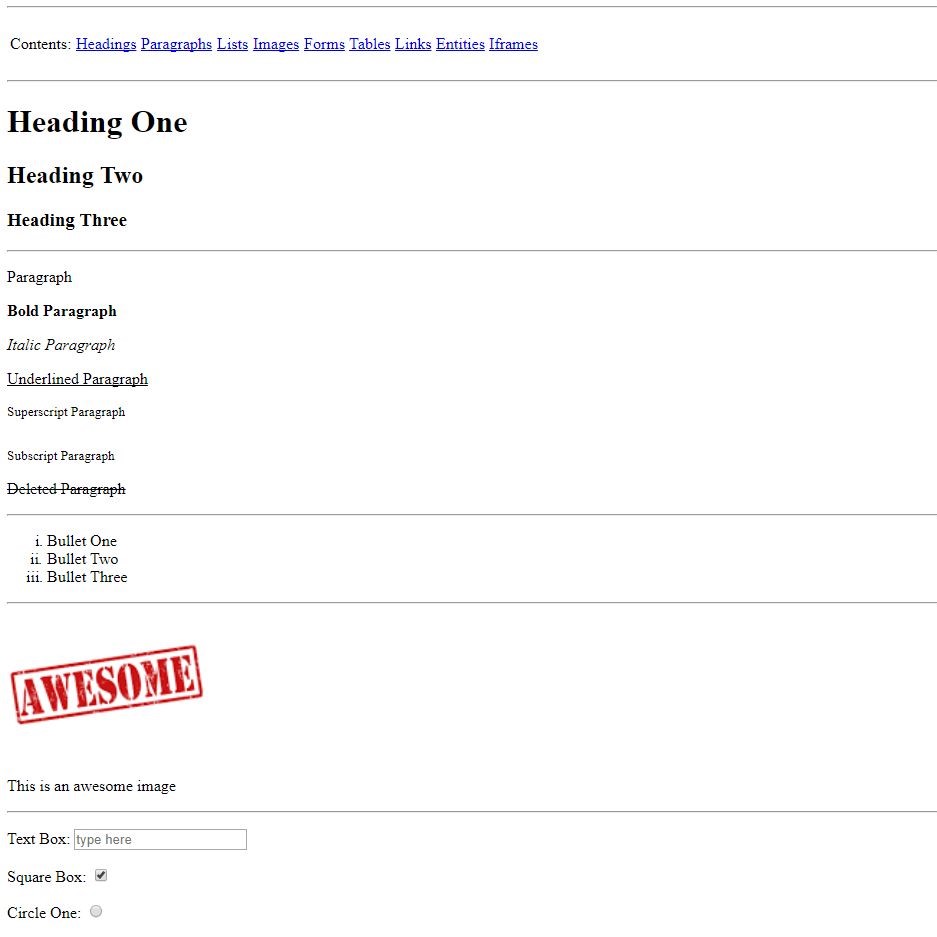 Contents: Headings Paragraphs Lists Images Forms Tables Links Entities Iframes
Heading One
Heading Two
Heading Three
Paragraph
Bold Paragraph
Italic Paragraph
Underlined Paragraph
Superscript Paragraph
Subscript Paragraph
Deleted Paragraph
i. Bullet One
ii. Bullet Two
iii. Bullet Three
AWESOME
This is an awesome image
Text Box: type here
Square Box:
Circle One: